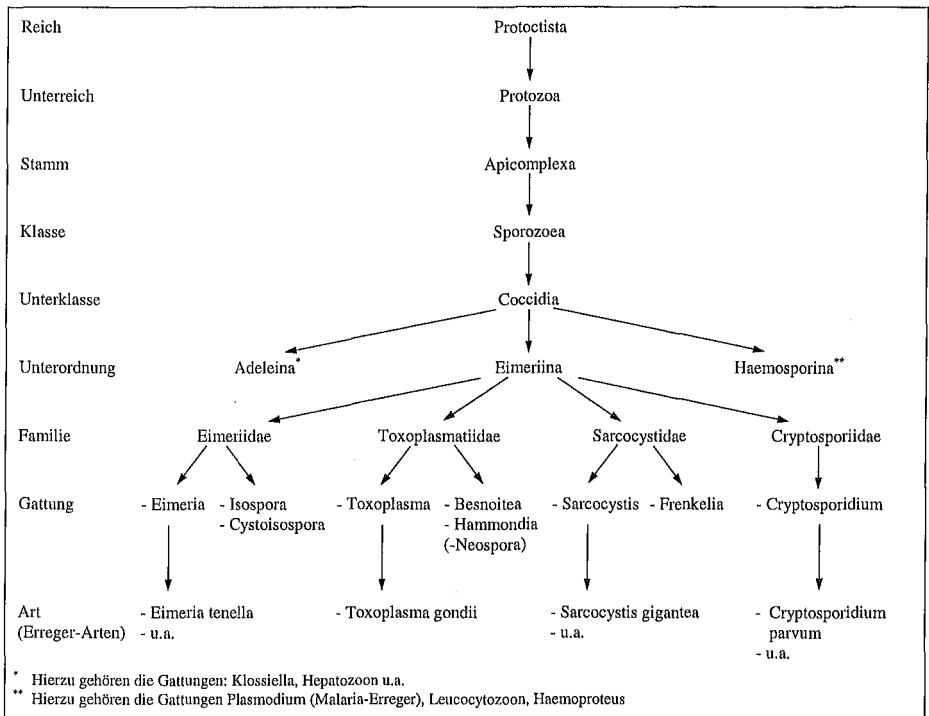 Reich Protoctista
Unterreich Protozoa
Stamm Apicomplexa
Klasse Sporozoea
Unterklasse Coccidia
Unterordnung Adeleina* Eimeriina Haemosporina**
Familie Eimeriidae Toxoplasmatiidae Sarcocystidae Cryptosporiidae
Gattung - Eimeria - Isospora - Toxoplasma - Besnoitea - Sarcocystis - Frenkelia - Cryptosporidium
- Cystoisospora - Hammondia
(-Neospora)
Art - Eimeria tenella - Toxoplasma gondii - Sarcocystis gigantea - Cryptosporidium
(Erreger-Arten) - u.a. - u.a. parvum
- u.a.
* Hierzu gehören die Gattungen: Klossiella, Hepatozoon u.a.
** Hierzu gehören die Gattungen Plasmodium (Malaria-Erreger), Leucocytozoon, Haemoproteus